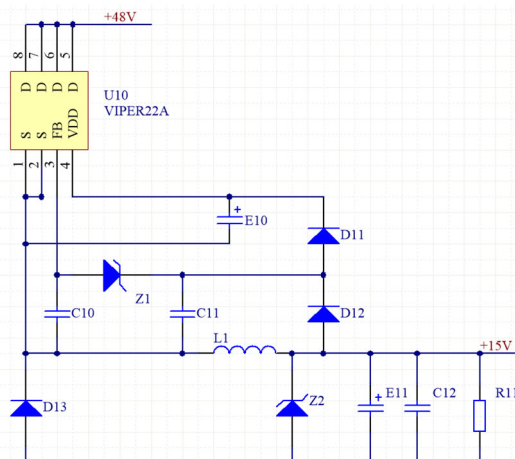 +48V
8
7
6
5
D
D
D
D
U10
VIPER22A
S
S
FB
VDD
1
2
3
4
+
E10
D11
Z1
C10
C11
D12
L1
+15V
D13
Z2
+
E11
C12
R11